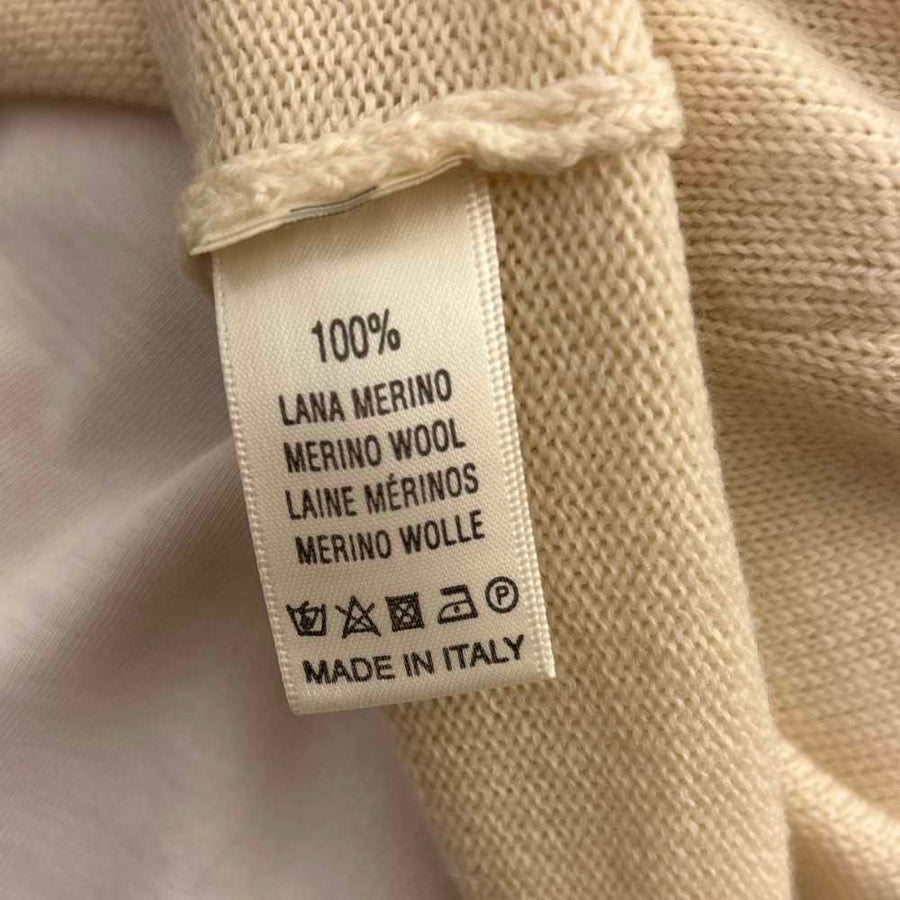 100%
LANA MERINO
MERINO WOOL
LAINE MÉRINOS
MERINO WOLLE
P
MADE IN ITALY